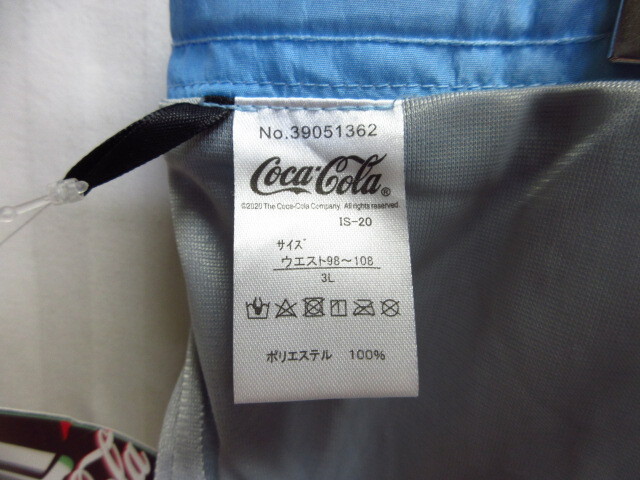 No.39051362
Coca-Cola®
©2020 The Coca-Cola Company. All rights reserved.
IS-20
サイズ
ウエスト98～108
3L
ポリエステル 100%
Cola